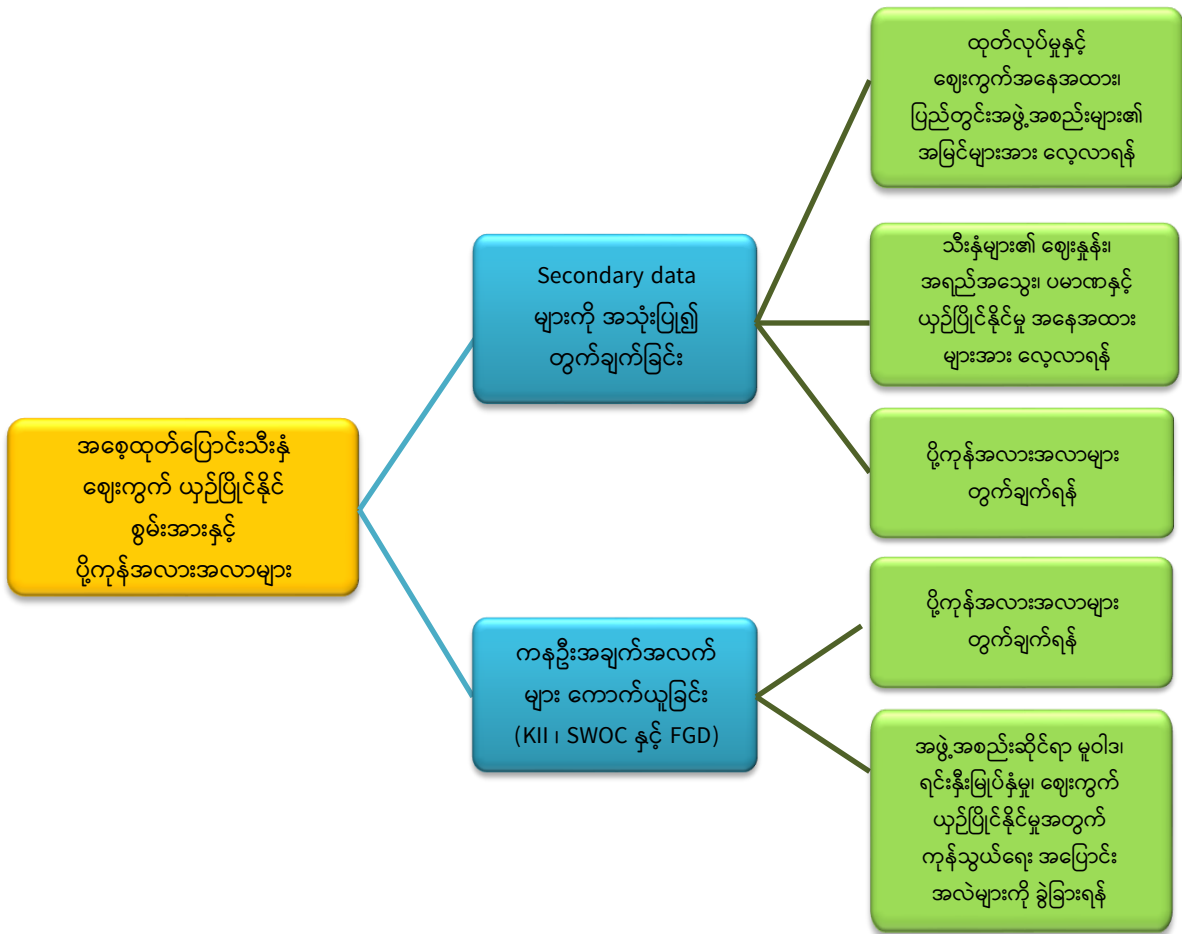 အစေ့ထုတ်ပြောင်းသီးနှံ
ဈေးကွက် ယှဉ်ပြိုင်နိုင်
စွမ်းအားနှင့်
ပို့ကုန်အလားအလာများ
Secondary data
များကို အသုံးပြု၍
တွက်ချက်ခြင်း
ထုတ်လုပ်မှုနှင့်
ဈေးကွက်အနေအထား၊
ပြည်တွင်းအဖွဲ့အစည်းများ၏
အမြင်များအား လေ့လာရန်
သီးနှံများ၏ ဈေးနှုန်း၊
အရည်အသွေး၊ ပမာဏနှင့်
ယှဉ်ပြိုင်နိုင်မှု အနေအထား
များအား လေ့လာရန်
ပို့ကုန်အလားအလာများ
တွက်ချက်ရန်
ကနဦးအချက်အလက်
များ ကောက်ယူခြင်း
(KII ၊ SWOC နှင့် FGD)
ပို့ကုန်အလားအလာများ
တွက်ချက်ရန်
အဖွဲ့အစည်းဆိုင်ရာ မူဝါဒ၊
ရင်းနှီးမြုပ်နှံမှု၊ ဈေးကွက်
ယှဉ်ပြိုင်နိုင်မှုအတွက်
ကုန်သွယ်ရေး အပြောင်း
အလဲများကို ခွဲခြားရန်